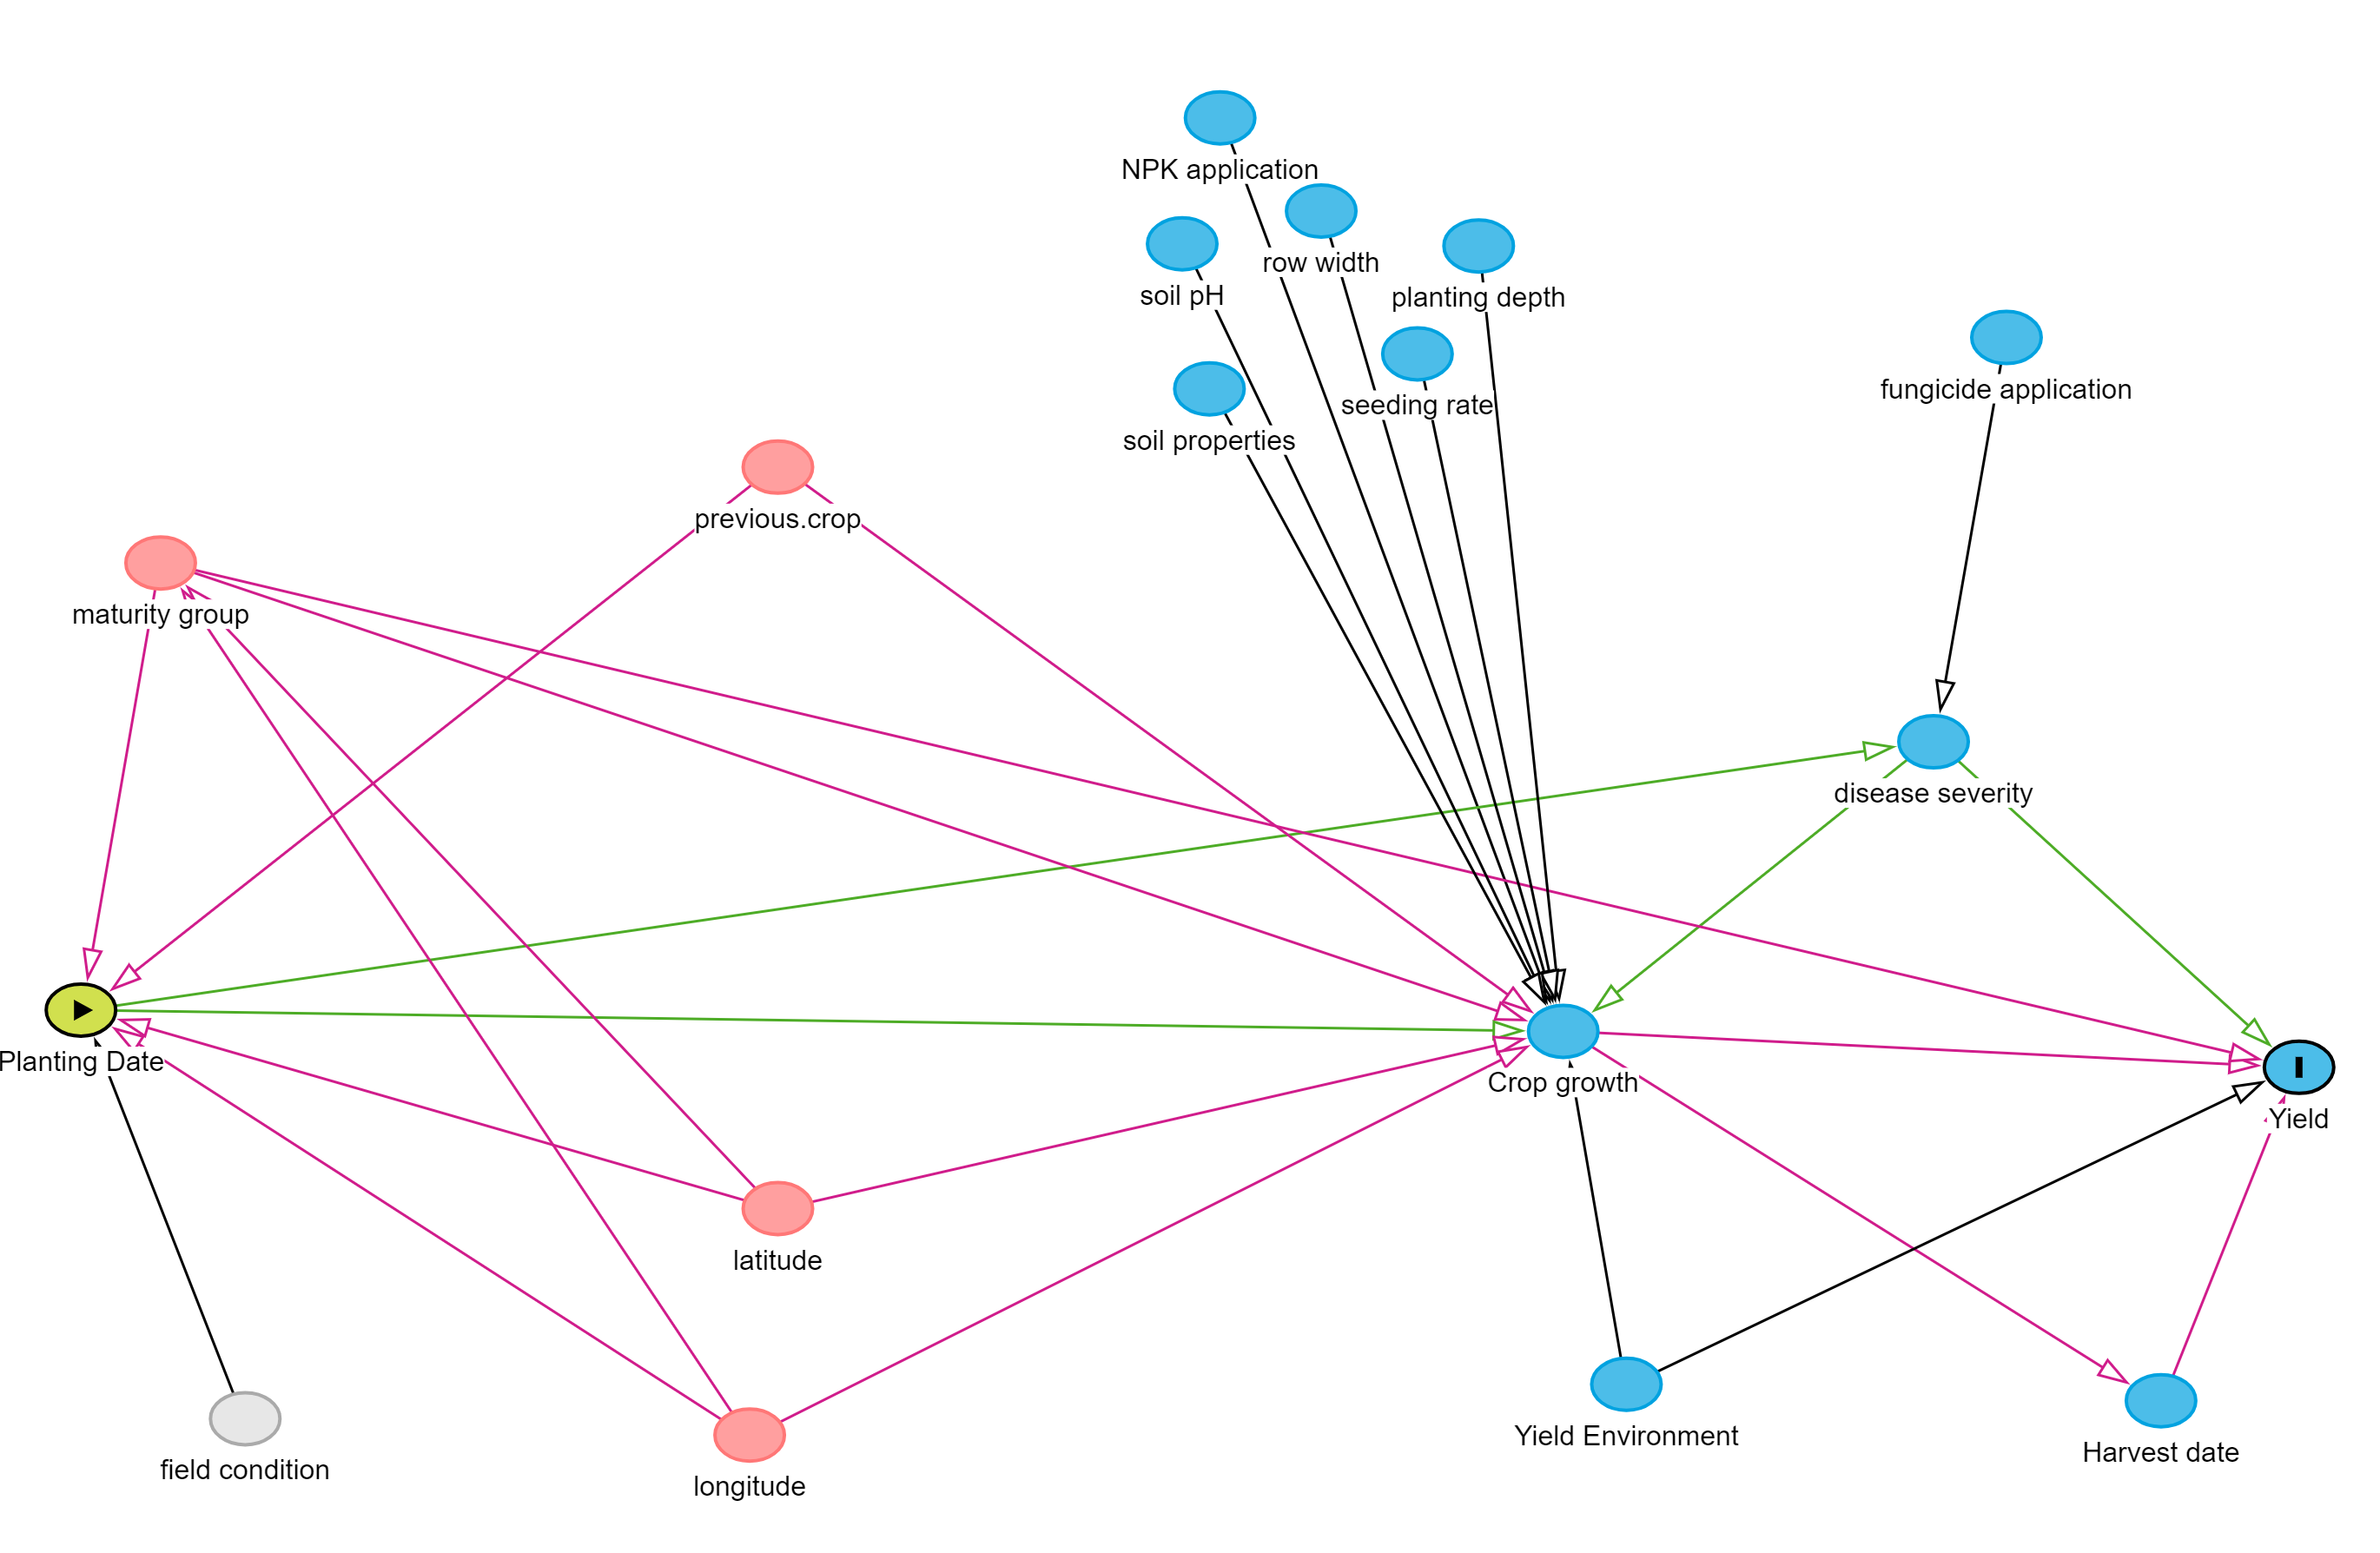 NPK application
row width
soil pH
planting depth
fungicide application
seeding rate
soil properties
previous.crop
maturity group
disease severity
Planting Date
Crop growth
Yield
latitude
Yield Environment
Harvest date
field condition
longitude